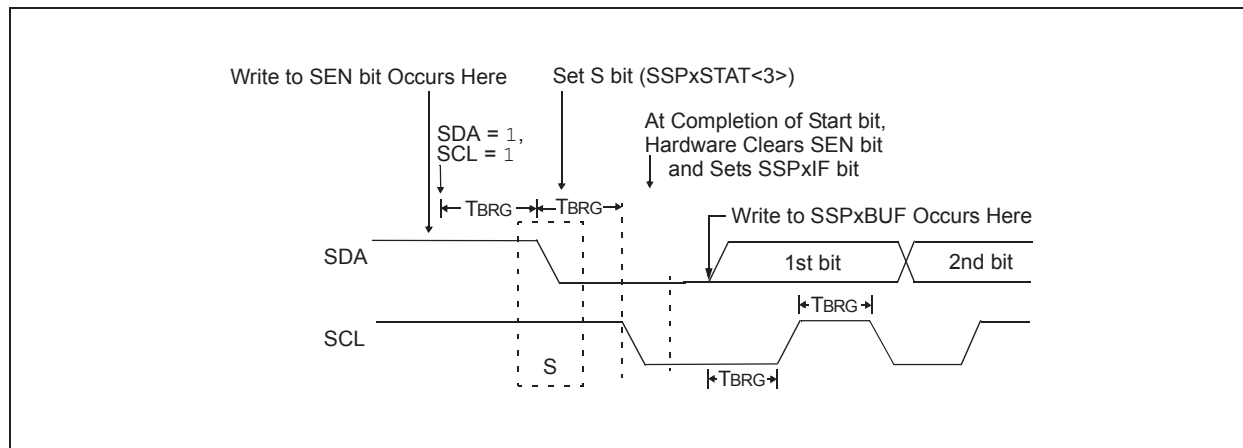 Write to SEN bit Occurs Here
Set S bit (SSPxSTAT<3>)
SDA = 1,
SCL = 1
At Completion of Start bit,
Hardware Clears SEN bit
and Sets SSPxIF bit
TBRG
TBRG
Write to SSPxBUF Occurs Here
SDA
1st bit
2nd bit
TBRG
SCL
S
TBRG